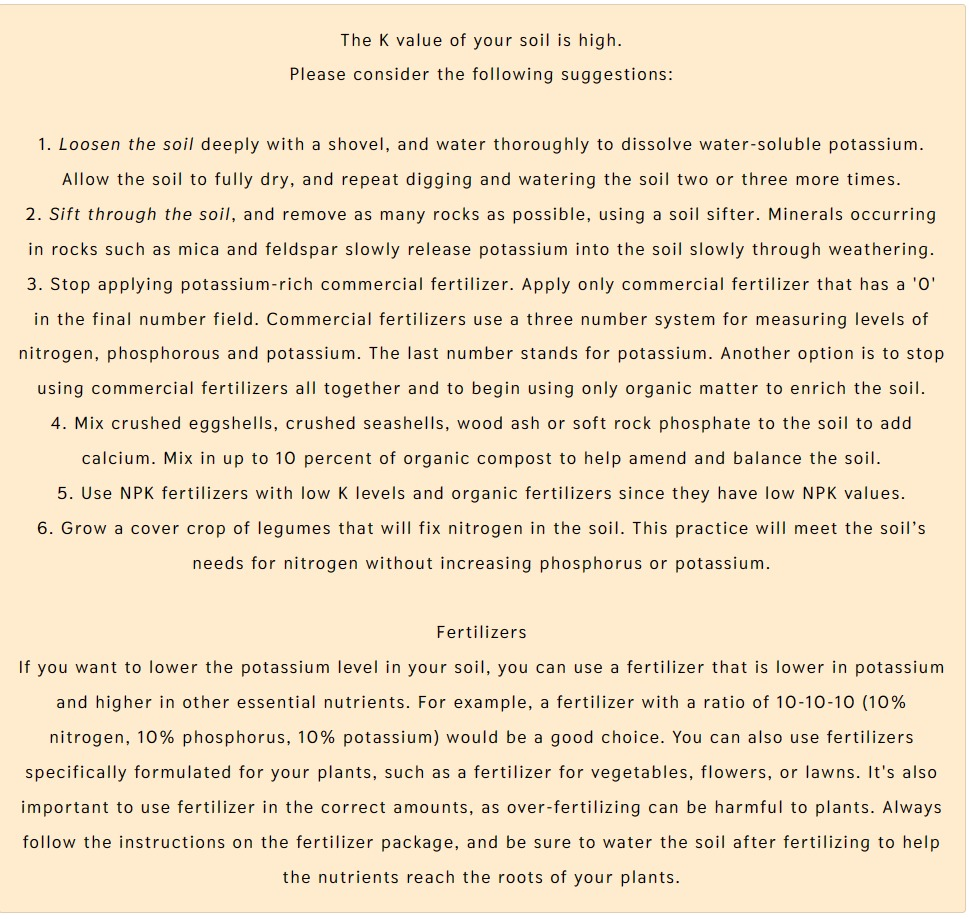 The K value of your soil is high.
Please consider the following suggestions:
1. Loosen the soil deeply with a shovel, and water thoroughly to dissolve water-soluble potassium.
Allow the soil to fully dry, and repeat digging and watering the soil two or three more times.
2. Sift through the soil, and remove as many rocks as possible, using a soil sifter. Minerals occurring
in rocks such as mica and feldspar slowly release potassium into the soil slowly through weathering.
3. Stop applying potassium-rich commercial fertilizer. Apply only commercial fertilizer that has a '0'
in the final number field. Commercial fertilizers use a three number system for measuring levels of
nitrogen, phosphorous and potassium. The last number stands for potassium. Another option is to stop
using commercial fertilizers all together and to begin using only organic matter to enrich the soil.
4. Mix crushed eggshells, crushed seashells, wood ash or soft rock phosphate to the soil to add
calcium. Mix in up to 10 percent of organic compost to help amend and balance the soil.
5. Use NPK fertilizers with low K levels and organic fertilizers since they have low NPK values.
6. Grow a cover crop of legumes that will fix nitrogen in the soil. This practice will meet the soil’s
needs for nitrogen without increasing phosphorus or potassium.
Fertilizers
If you want to lower the potassium level in your soil, you can use a fertilizer that is lower in potassium
and higher in other essential nutrients. For example, a fertilizer with a ratio of 10-10-10 (10%
nitrogen, 10% phosphorus, 10% potassium) would be a good choice. You can also use fertilizers
specifically formulated for your plants, such as a fertilizer for vegetables, flowers, or lawns. It's also
important to use fertilizer in the correct amounts, as over-fertilizing can be harmful to plants. Always
follow the instructions on the fertilizer package, and be sure to water the soil after fertilizing to help
the nutrients reach the roots of your plants.